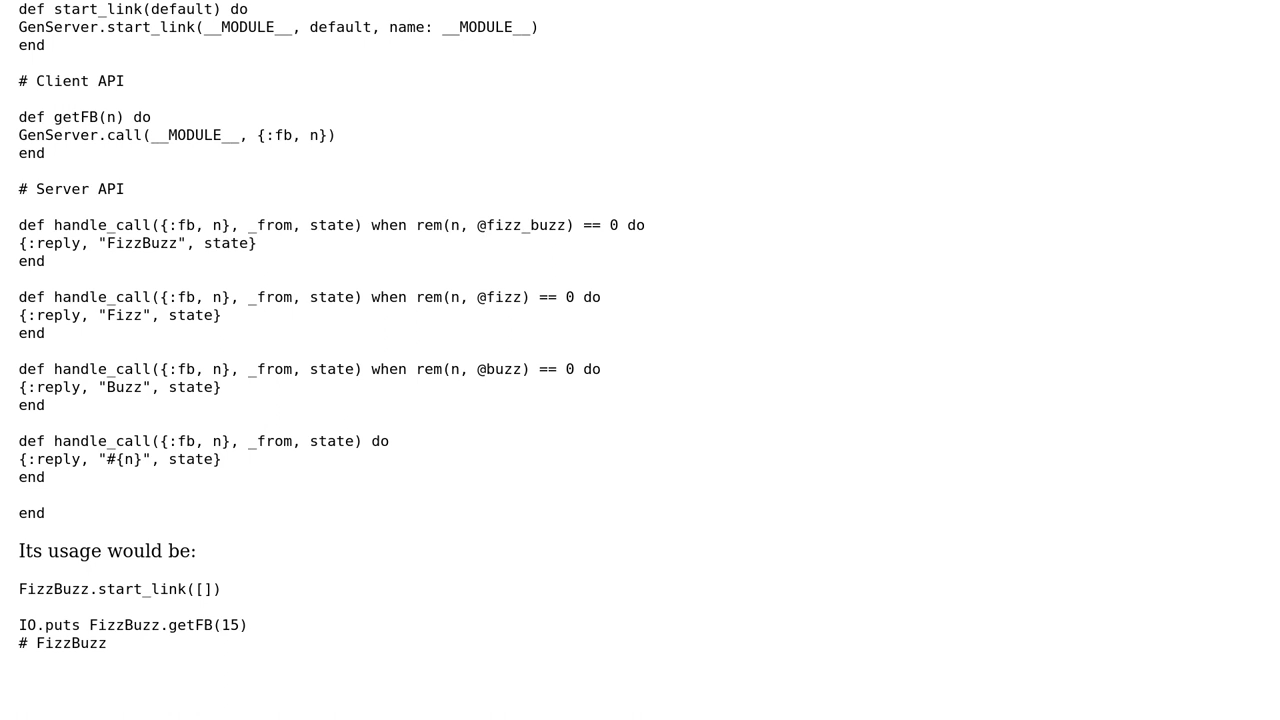 def start_link(default) do
GenServer.start_link(__MODULE__, default, name: __MODULE__)
end

# Client API

def getFB(n) do
GenServer.call(__MODULE__, {:fb, n})
end

# Server API

def handle_call({:fb, n}, _from, state) when rem(n, @fizz_buzz) == 0 do
{:reply, "FizzBuzz", state}
end

def handle_call({:fb, n}, _from, state) when rem(n, @fizz) == 0 do
{:reply, "Fizz", state}
end

def handle_call({:fb, n}, _from, state) when rem(n, @buzz) == 0 do
{:reply, "Buzz", state}
end

def handle_call({:fb, n}, _from, state) do
{:reply, "#{n}", state}
end

end

Its usage would be:

FizzBuzz.start_link([])

IO.puts FizzBuzz.getFB(15)
# FizzBuzz